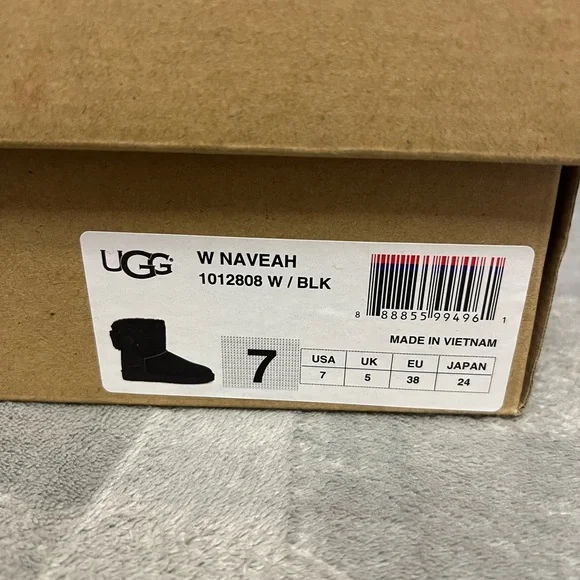 UGG®
W NAVEAH
1012808 W / BLK
8 88855 99496 1
MADE IN VIETNAM
7
USA UK EU JAPAN
7 5 38 24